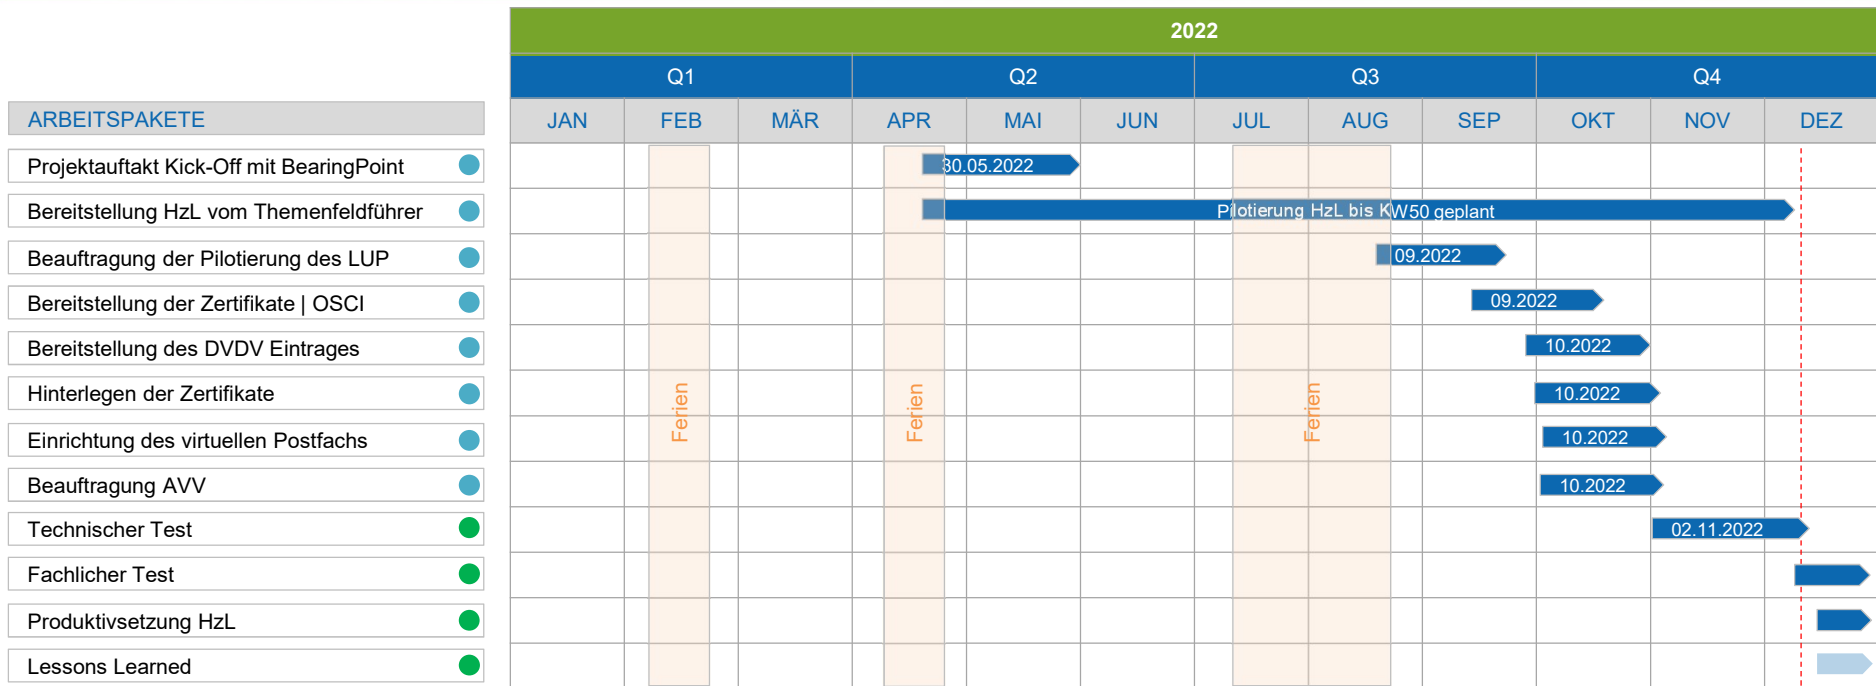 2022
Q1 Q2 Q3 Q4
ARBEITSPAKETE JAN FEB MÄR APR MAI JUN JUL AUG SEP OKT NOV DEZ
Projektauftakt Kick-Off mit BearingPoint 30.05.2022
Bereitstellung HzL vom Themenfeldführer Pilotierung HzL bis KW50 geplant
Beauftragung der Pilotierung des LUP 09.2022
Bereitstellung der Zertifikate | OSCI 09.2022
Bereitstellung des DVDV Eintrages 10.2022
Hinterlegen der Zertifikate 10.2022
Ferien Ferien Ferien
Einrichtung des virtuellen Postfachs 10.2022
Beauftragung AVV 10.2022
Technischer Test 02.11.2022
Fachlicher Test
Produktivsetzung HzL
Lessons Learned